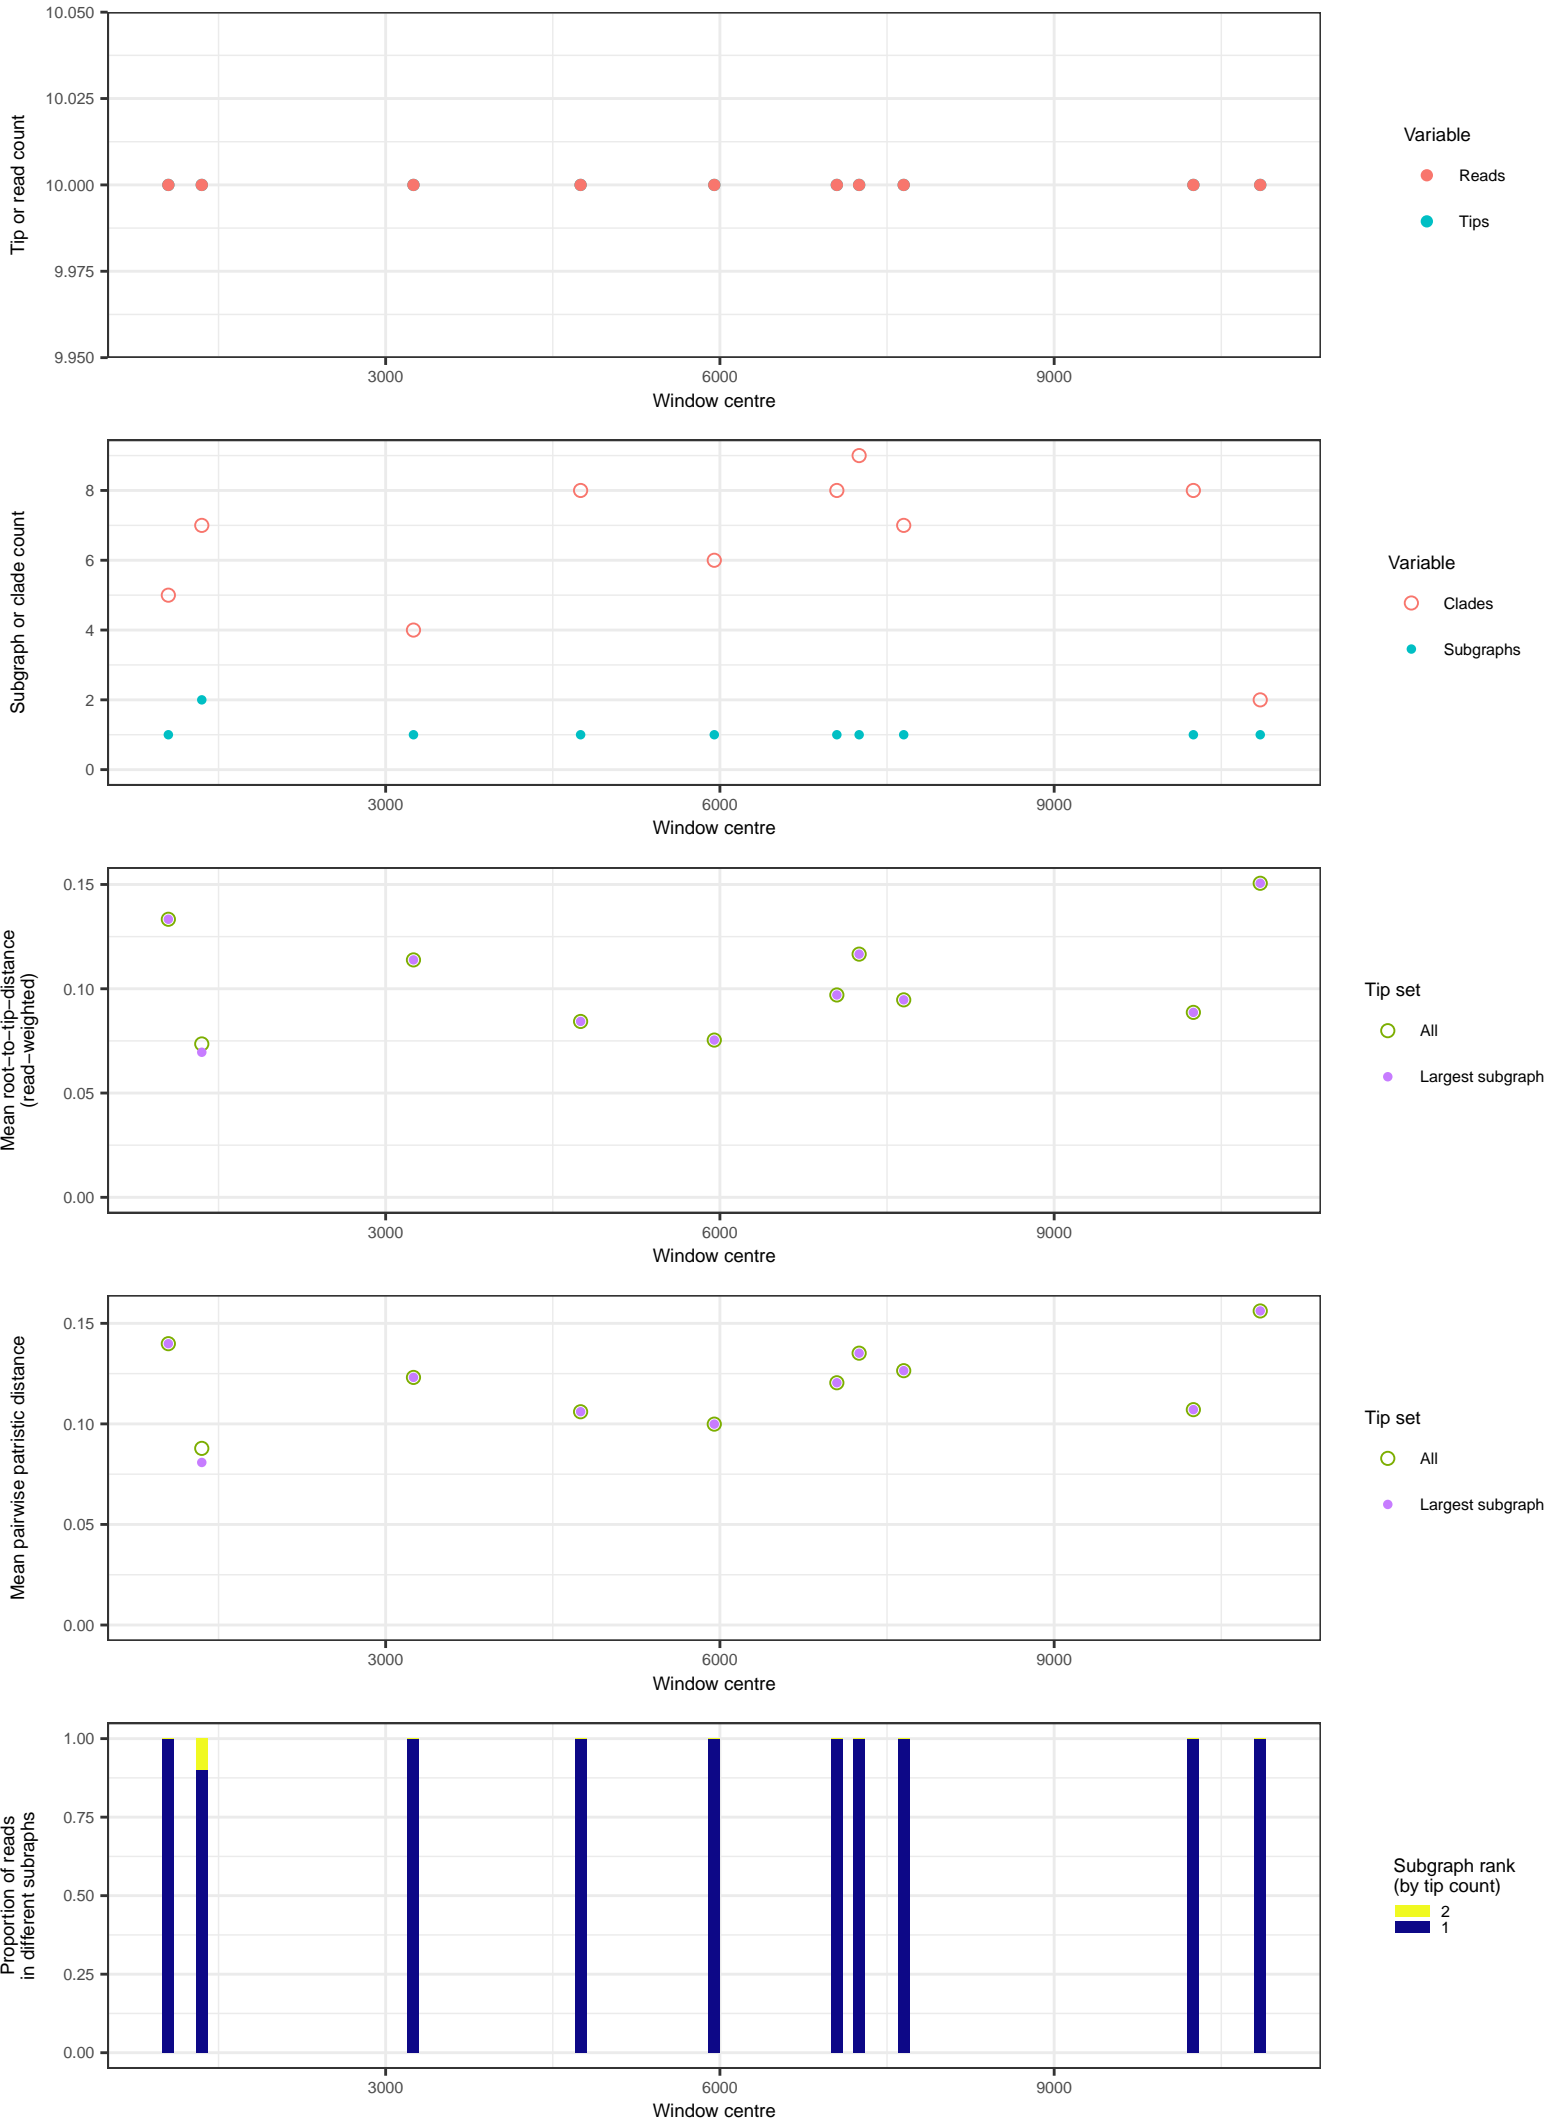 10.050
10.025
10.000
9.975
9.950
Tip or read count
3000
6000
9000
Window centre
Variable
Reads
Tips
8
6
4
2
0
Subgraph or clade count
3000
6000
9000
Window centre
Variable
Clades
Subgraphs
0.15
0.10
0.05
0.00
Mean root−to−tip−distance
(read−weighted)
3000
6000
9000
Window centre
Tip set
All
Largest subgraph
0.15
0.10
0.05
0.00
Mean pairwise patristic distance
3000
6000
9000
Window centre
Tip set
All
Largest subgraph
1.00
0.75
0.50
0.25
0.00
Proportion of reads
in different subraphs
3000
6000
9000
Window centre
Subgraph rank
(by tip count)
2
1